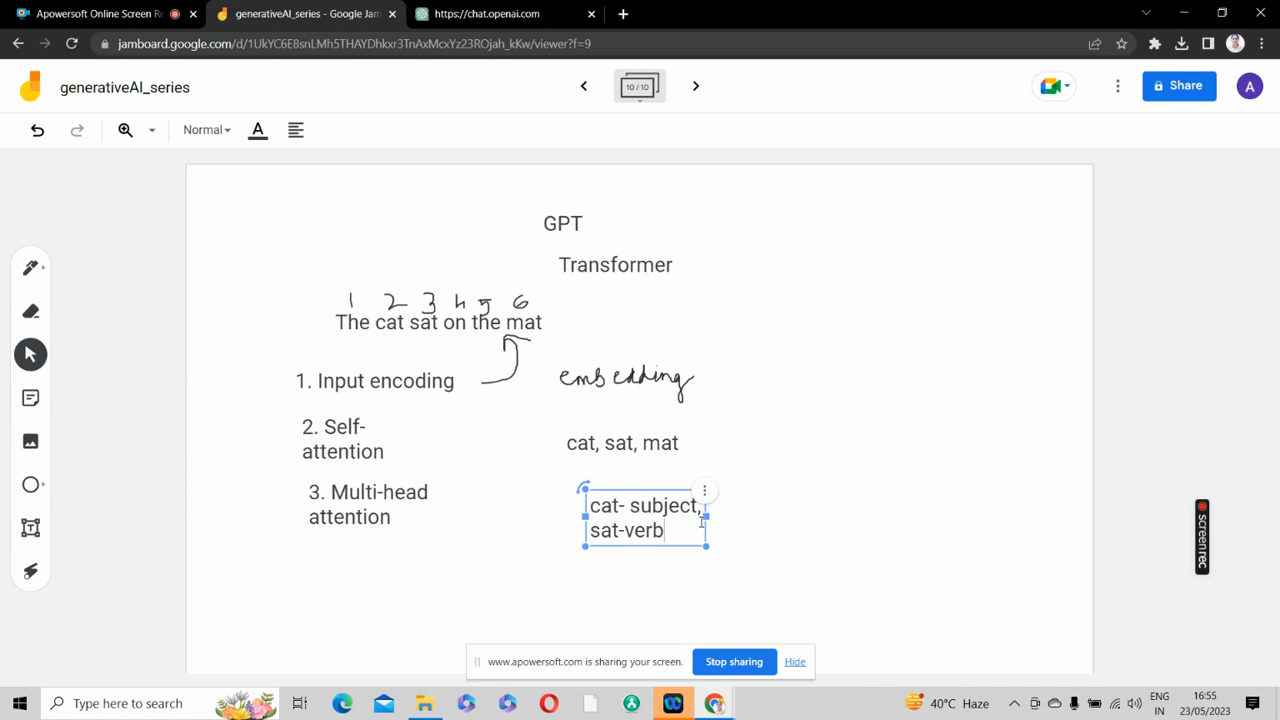 Apowersoft Online Screen Re
generativeAI_series - Google Jam
https://chat.openai.com
jamboard.google.com/d/1UkYC6E8snLMh5THAYDhlxr3TnAxMcxYz23ROjah_kKw/viewer?f=9
generativeAI_series
10 / 10
Share
A
Normal
A
GPT
Transformer
1 2 3 4 5 6
The cat sat on the mat
1. Input encoding
embedding
2. Self-
attention
cat, sat, mat
3. Multi-head
attention
cat- subject,
sat-verb
screenrec
www.apowersoft.com is sharing your screen.
Stop sharing
Hide
Type here to search
40°C Haze
ENG
IN
16:55
23/05/2023